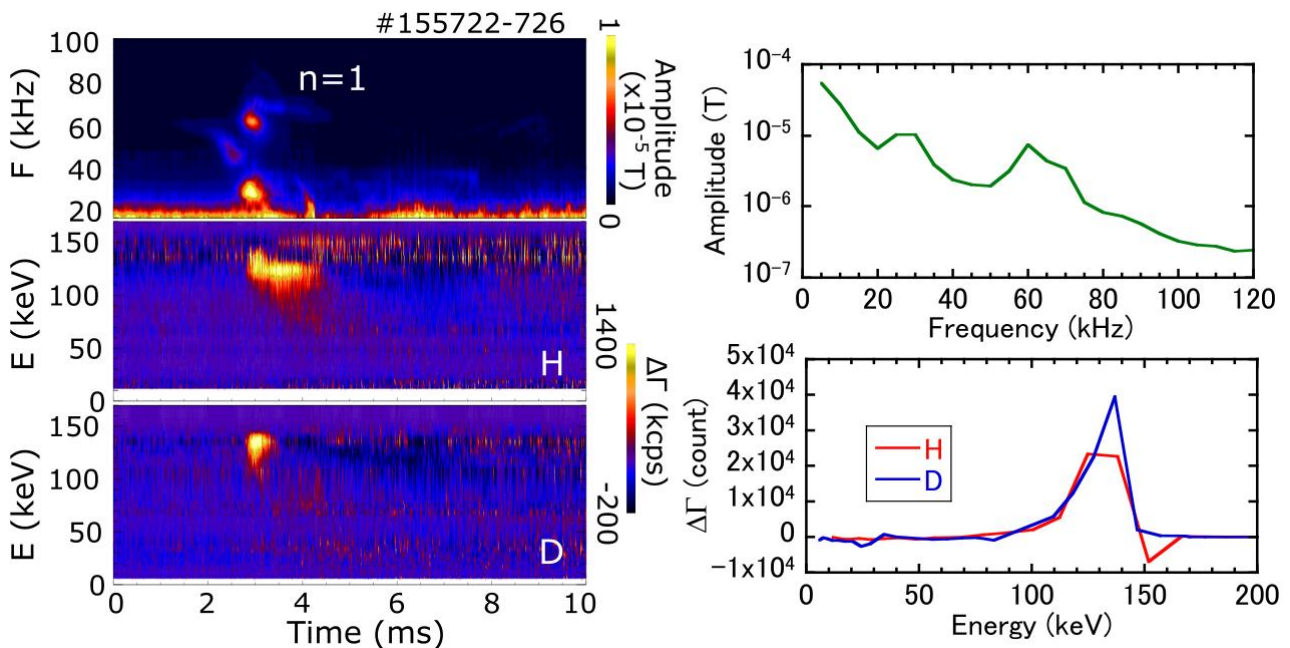 #155722-726
100
80
60
40
20
F (kHz)
n=1
1
0
Amplitude
(x10-5 T)
150
100
50
0
E (keV)
H
1400
-200
ΔΓ (kcps)
150
100
50
0
E (keV)
D
0 2 4 6 8 10
Time (ms)
10-4
10-5
10-6
10-7
Amplitude (T)
0 20 40 60 80 100 120
Frequency (kHz)
5x104
4x104
3x104
2x104
1x104
0
−1x104
ΔΓ (count)
H
D
0 50 100 150 200
Energy (keV)